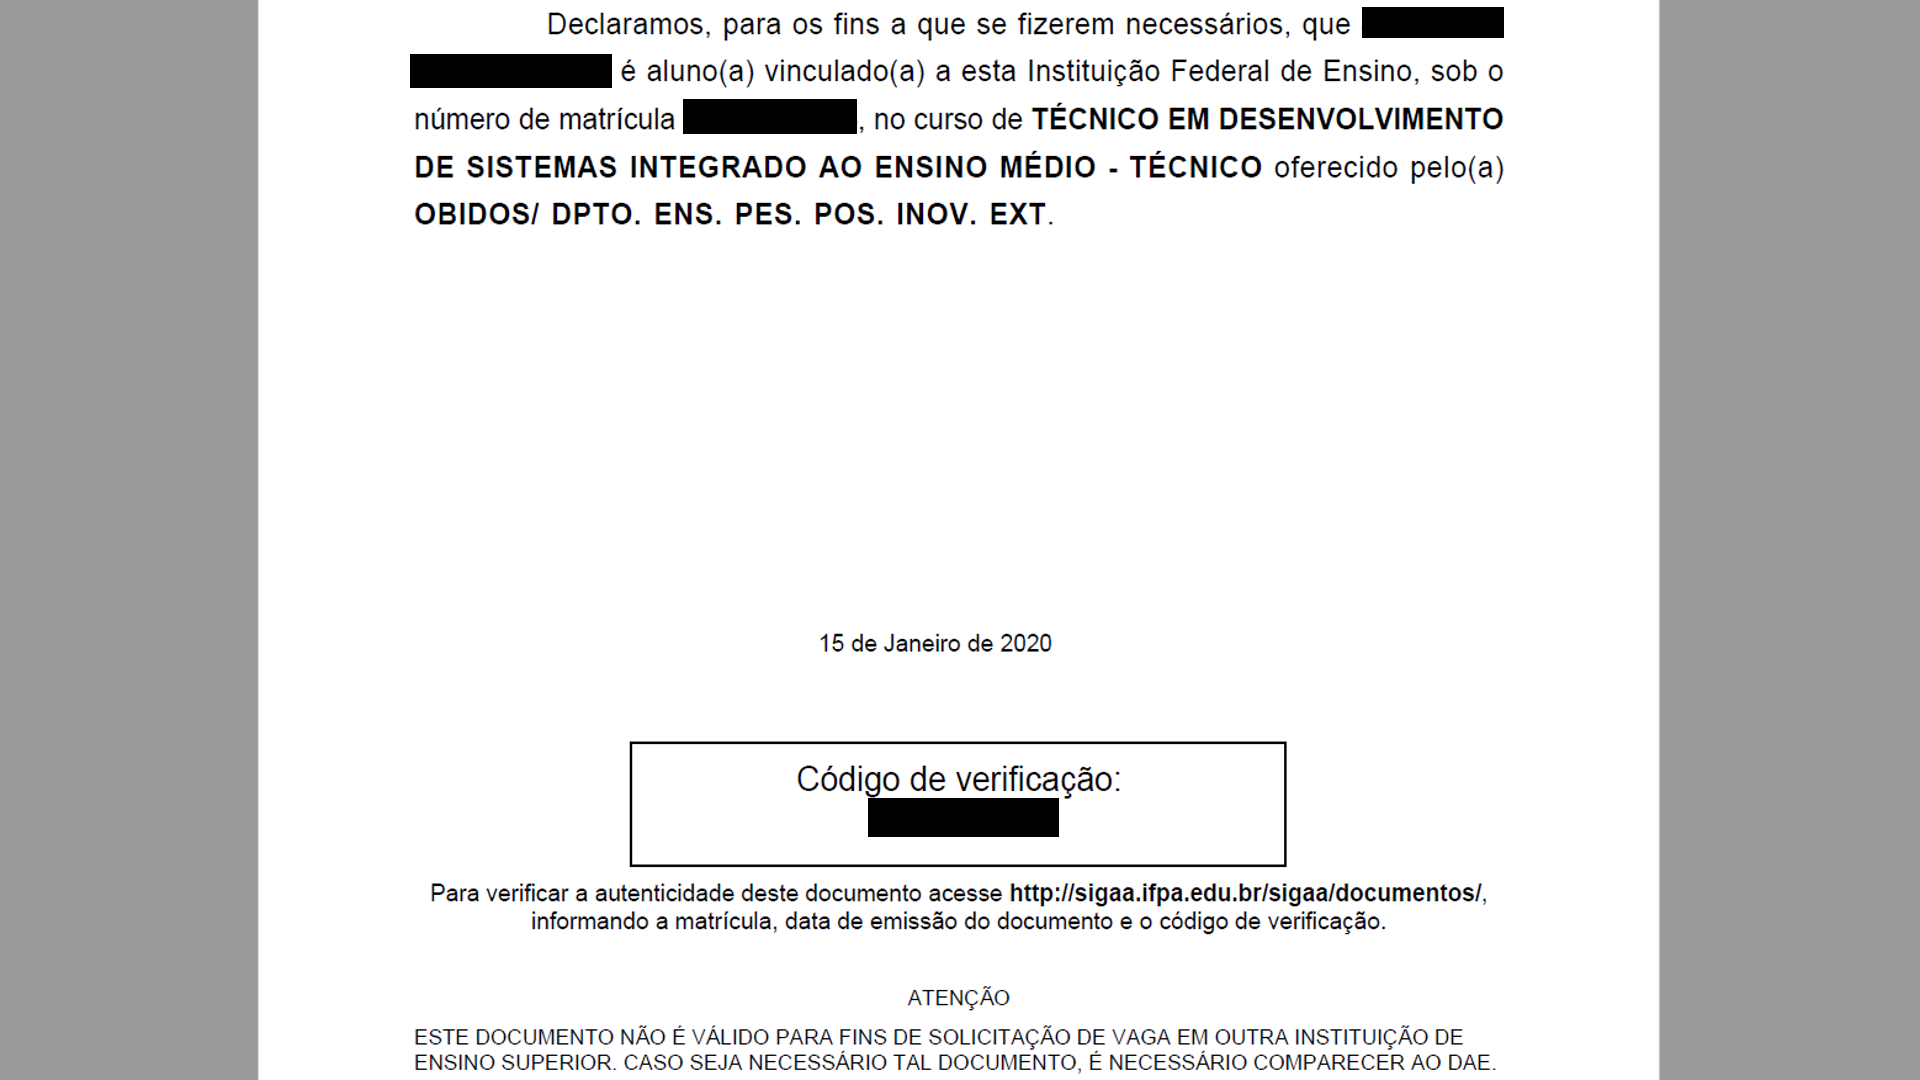 Declaramos, para os fins a que se fizerem necessários, que
é aluno(a) vinculado(a) a esta Instituição Federal de Ensino, sob o
número de matrícula , no curso de TÉCNICO EM DESENVOLVIMENTO
DE SISTEMAS INTEGRADO AO ENSINO MÉDIO - TÉCNICO oferecido pelo(a)
OBIDOS/ DPTO. ENS. PES. POS. INOV. EXT.
15 de Janeiro de 2020
Código de verificação:
Para verificar a autenticidade deste documento acesse http://sigaa.ifpa.edu.br/sigaa/documentos/,
informando a matrícula, data de emissão do documento e o código de verificação.
ATENÇÃO
ESTE DOCUMENTO NÃO É VÁLIDO PARA FINS DE SOLICITAÇÃO DE VAGA EM OUTRA INSTITUIÇÃO DE
ENSINO SUPERIOR. CASO SEJA NECESSÁRIO TAL DOCUMENTO, É NECESSÁRIO COMPARECER AO DAE.